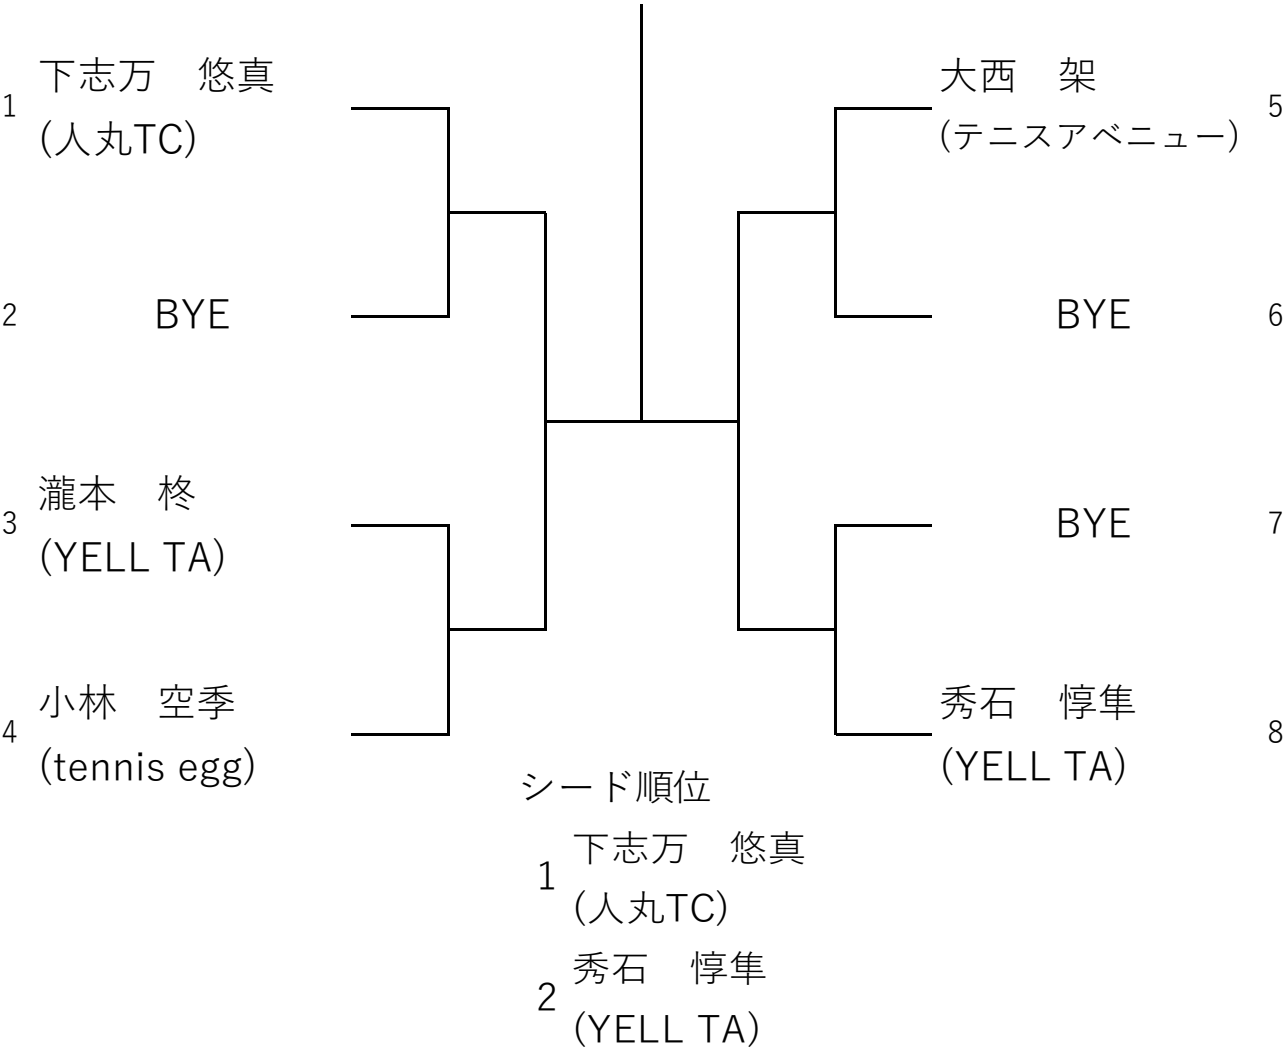 1
下志万　悠真
(人丸TC)
2
BYE
3
瀧本　柊
(YELL TA)
4
小林　空季
(tennis egg)
大西　架
(テニスアベニュー)
5
BYE
6
BYE
7
秀石　惇隼
(YELL TA)
8
シード順位
1
下志万　悠真
(人丸TC)
2
秀石　惇隼
(YELL TA)